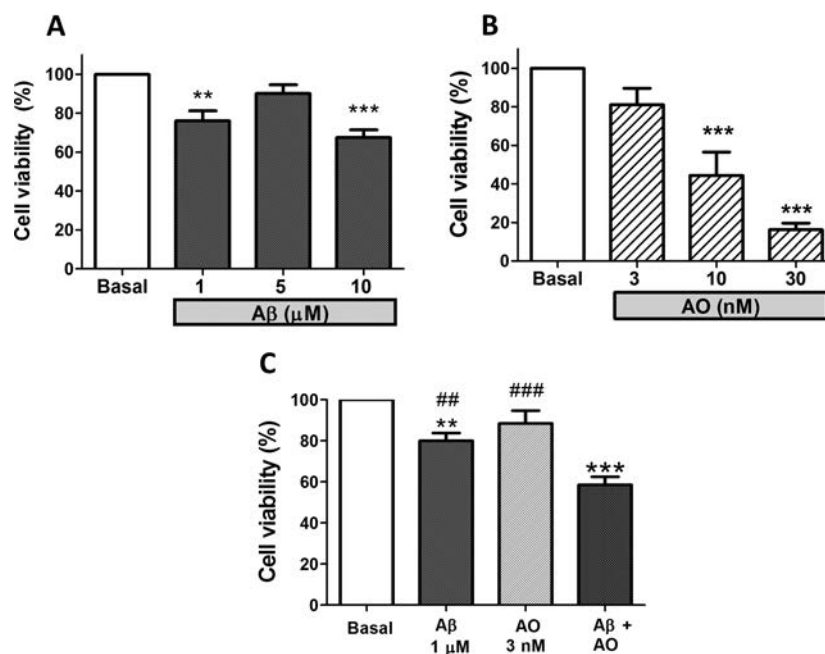 A
Cell viability (%)
100
80
60
40
20
0
**
***
Basal
1
5
10
Aβ (μM)
B
Cell viability (%)
100
80
60
40
20
0
***
***
Basal
3
10
30
AO (nM)
C
Cell viability (%)
100
80
60
40
20
0
##
**
###
***
Basal
Aβ
1 μM
AO
3 nM
Aβ +
AO